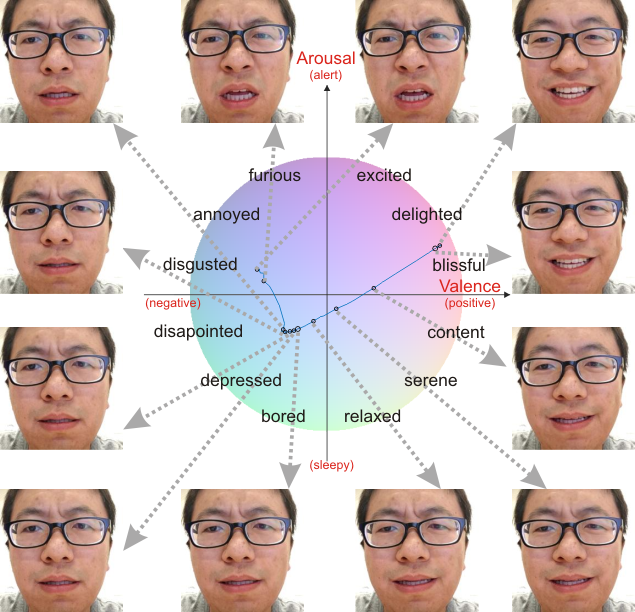 Arousal
(alert)
furious
excited
annoyed
delighted
disgusted
blissful
Valence
(negative)
(positive)
disapointed
content
depressed
serene
bored
relaxed
(sleepy)